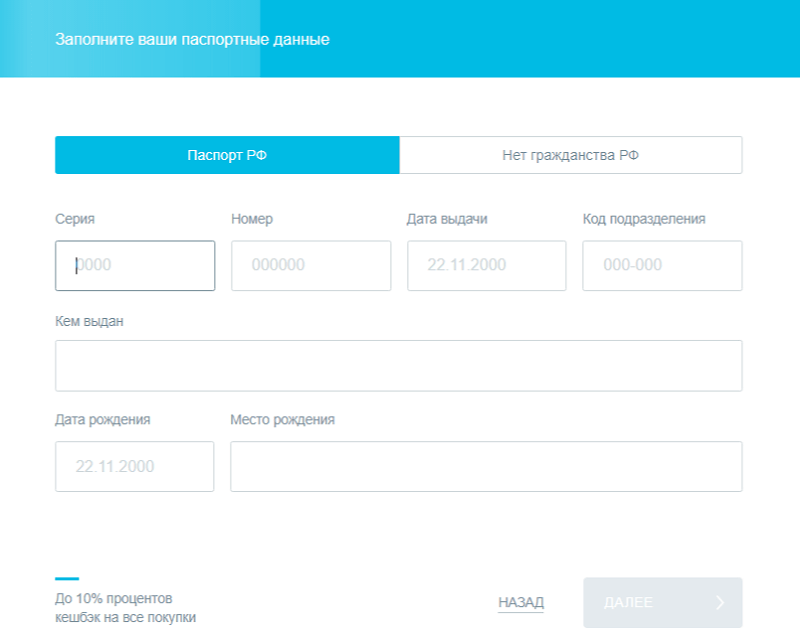 Заполните ваши паспортные данные
Паспорт РФ
Нет гражданства РФ
Серия
Номер
Дата выдачи
Код подразделения
0000
000000
22.11.2000
000-000
Кем выдан
Дата рождения
Место рождения
22.11.2000
До 10% процентов
кешбэк на все покупки
НАЗАД
ДАЛЕЕ